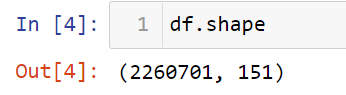 In [4]: 1 df.shape
Out[4]: (2260701, 151)